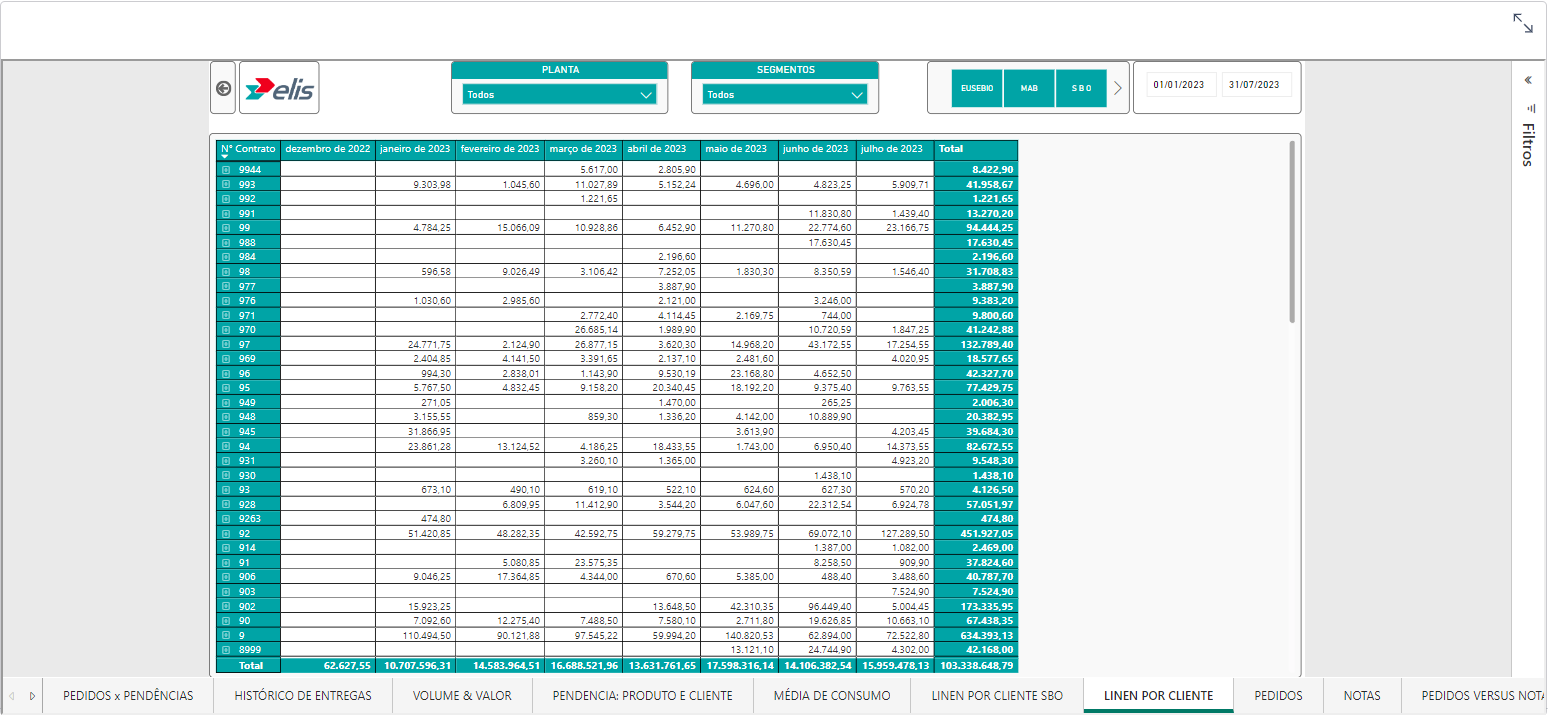 elis
PLANTA
Todos
SEGMENTOS
Todos
EUSEBIO MAB S B O
01/01/2023 31/07/2023
Filtros
N° Contrato dezembro de 2022 janeiro de 2023 fevereiro de 2023 março de 2023 abril de 2023 maio de 2023 junho de 2023 julho de 2023 Total
9944 5.617,00 2.805,90 8.422,90
993 9.303,98 1.045,60 11.027,89 5.152,24 4.696,00 4.823,25 5.909,71 41.958,67
992 1.221,65 1.221,65
991 11.830,80 1.439,40 13.270,20
99 4.784,25 15.066,09 10.928,86 6.452,90 11.270,80 22.774,60 23.166,75 94.444,25
988 17.630,45 17.630,45
984 2.196,60 2.196,60
98 596,58 9.026,49 3.106,42 7.252,05 1.830,30 8.350,59 1.546,40 31.708,83
977 3.887,90 3.887,90
976 1.030,60 2.985,60 2.121,00 3.246,00 9.383,20
971 2.772,40 4.114,45 2.169,75 744,00 9.800,60
970 26.685,14 1.989,90 10.720,59 1.847,25 41.242,88
97 24.771,75 2.124,90 26.877,15 3.620,30 14.968,20 43.172,55 17.254,55 132.789,40
969 2.404,85 4.141,50 3.391,65 2.137,10 2.481,60 4.020,95 18.577,65
96 994,30 2.838,01 1.143,90 9.530,19 23.168,80 4.652,50 42.327,70
95 5.767,50 4.832,45 9.158,20 20.340,45 18.192,20 9.375,40 9.763,55 77.429,75
949 271,05 1.470,00 265,25 2.006,30
948 3.155,55 859,30 1.336,20 4.142,00 10.889,90 20.382,95
945 31.866,95 3.613,90 4.203,45 39.684,30
94 23.861,28 13.124,52 4.186,25 18.433,55 1.743,00 6.950,40 14.373,55 82.672,55
931 3.260,10 1.365,00 4.923,20 9.548,30
930 1.438,10 1.438,10
93 673,10 490,10 619,10 522,10 624,60 627,30 570,20 4.126,50
928 6.809,95 11.412,90 3.544,20 6.047,60 22.312,54 6.924,78 57.051,97
9263 474,80 474,80
92 51.420,85 48.282,35 42.592,75 59.279,75 53.989,75 69.072,10 127.289,50 451.927,05
914 1.387,00 1.082,00 2.469,00
91 5.080,85 23.575,35 8.258,50 909,90 37.824,60
906 9.046,25 17.364,85 4.344,00 670,60 5.385,00 488,40 3.488,60 40.787,70
903 7.524,90 7.524,90
902 15.923,25 13.648,50 42.310,35 96.449,40 5.004,45 173.335,95
90 7.092,60 12.275,40 7.488,50 7.580,10 2.711,80 19.626,85 10.663,10 67.438,35
9 110.494,50 90.121,88 97.545,22 59.994,20 140.820,53 62.894,00 72.522,80 634.393,13
8999 13.121,10 24.744,90 4.302,00 42.168,00
Total 62.627,55 10.707.596,31 14.583.964,51 16.688.521,96 13.631.761,65 17.598.316,14 14.106.382,54 15.959.478,13 103.338.648,79
PEDIDOS x PENDÊNCIAS HISTÓRICO DE ENTREGAS VOLUME & VALOR PENDENCIA: PRODUTO E CLIENTE MÉDIA DE CONSUMO LINEN POR CLIENTE SBO LINEN POR CLIENTE PEDIDOS NOTAS PEDIDOS VERSUS NOTA